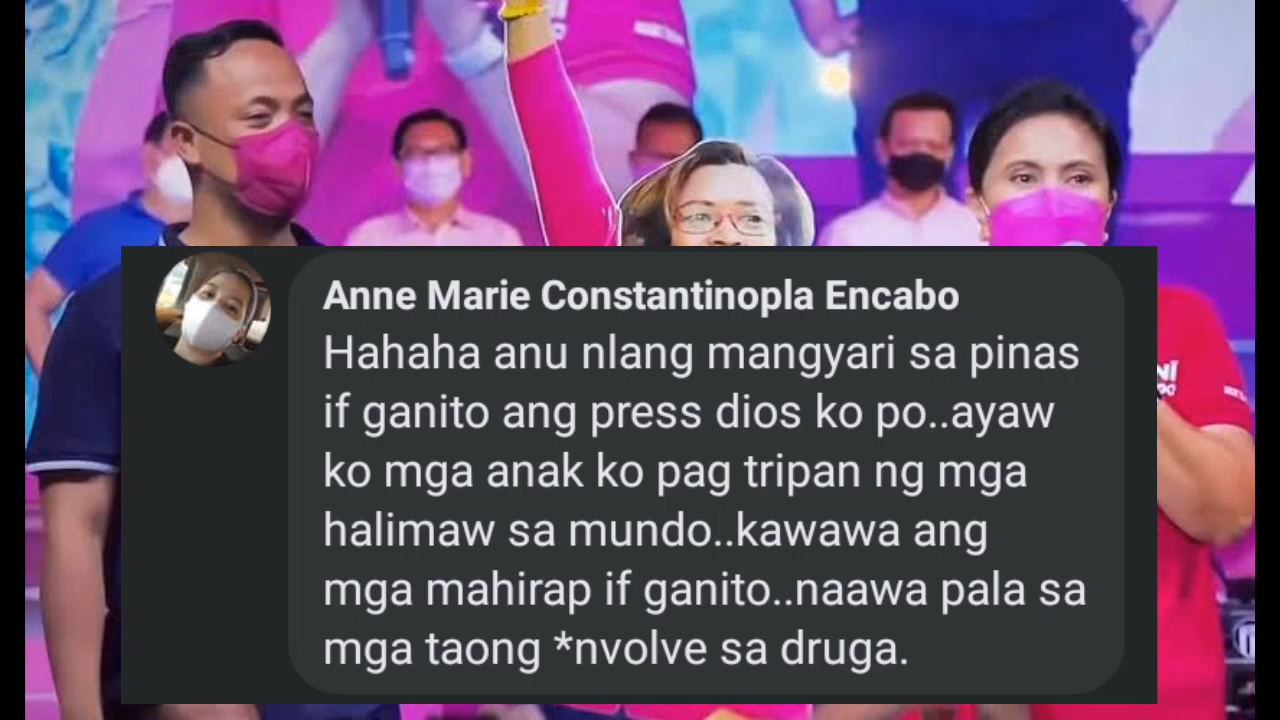 Anne Marie Constantinopla Encabo
Hahaha anu nlang mangyari sa pinas
if ganito ang press dios ko po..ayaw
ko mga anak ko pag tripan ng mga
halimaw sa mundo..kawawa ang
mga mahirap if ganito..naawa pala sa
mga taong *nvolve sa druga.